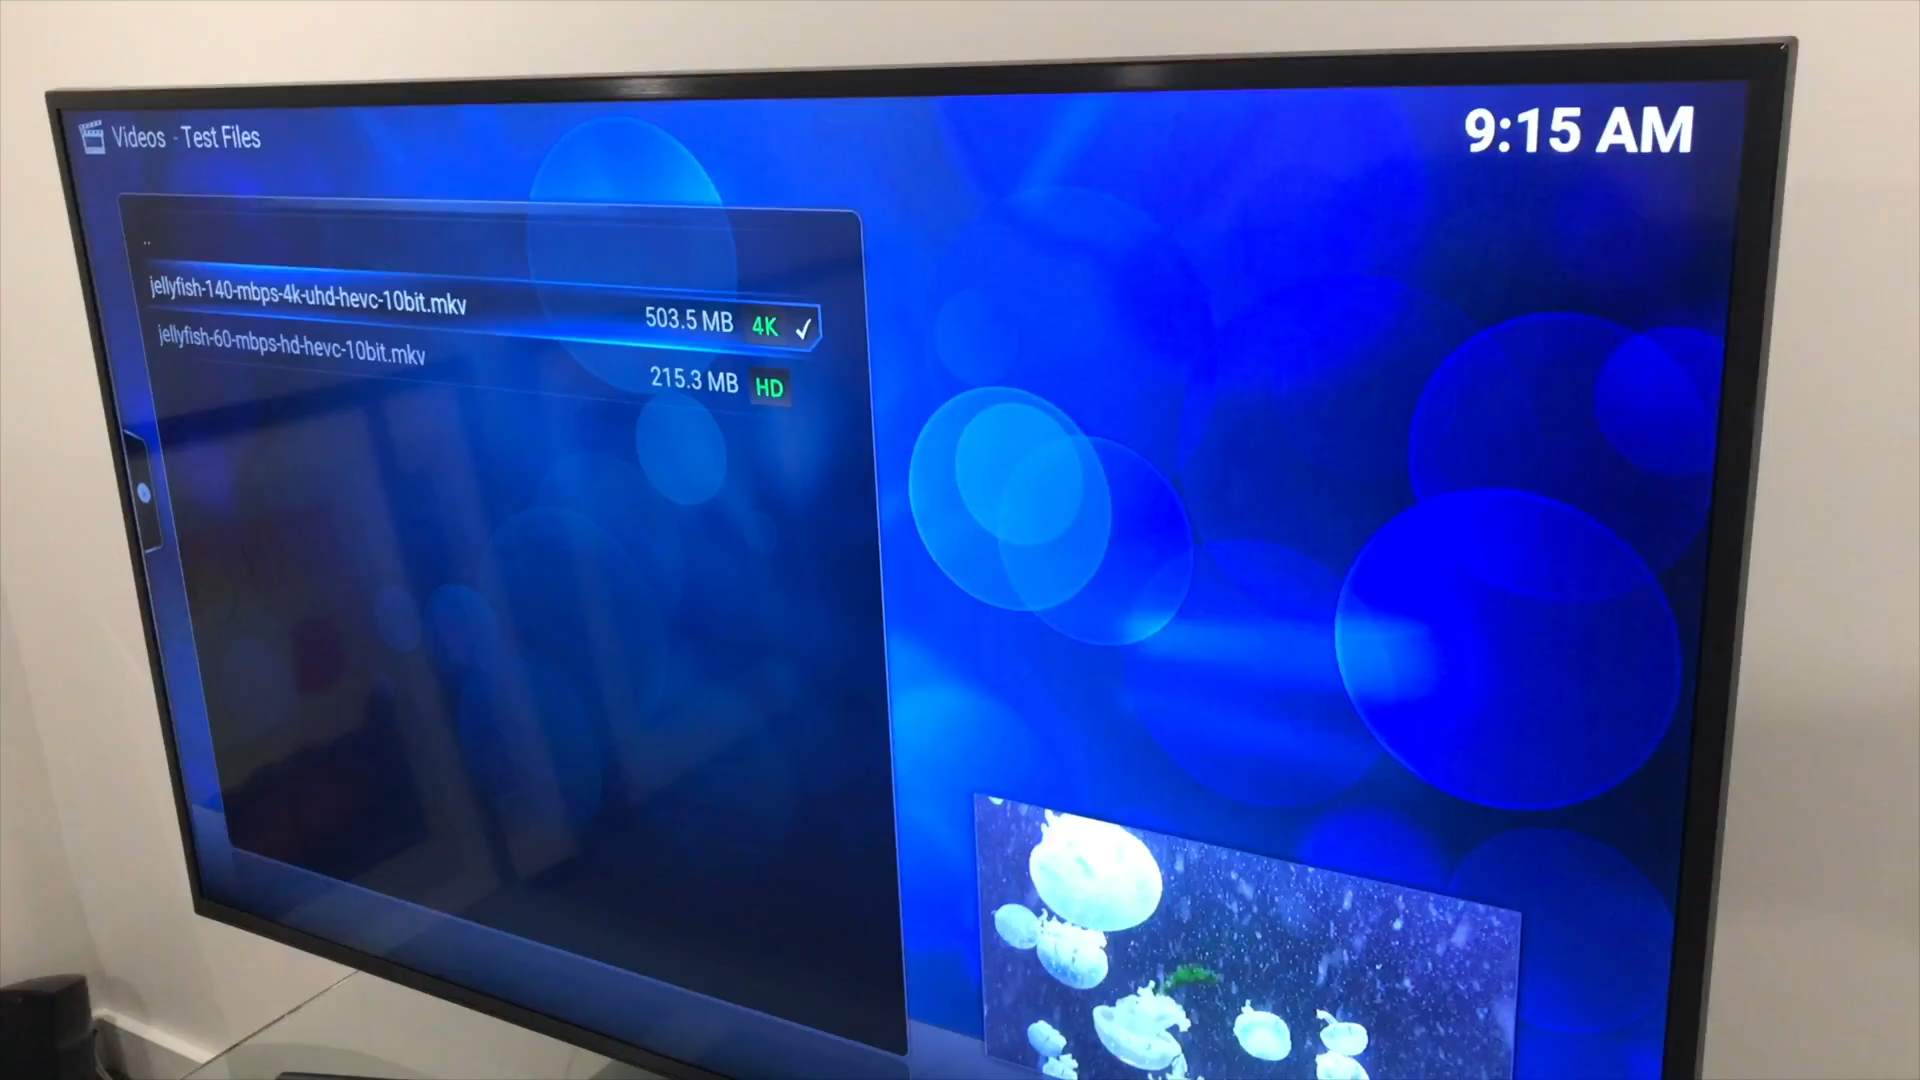 Videos - Test Files
9:15 AM
..
jellyfish-140-mbps-4k-uhd-hevc-10bit.mkv
503.5 MB 4K ✓
jellyfish-60-mbps-hd-hevc-10bit.mkv
215.3 MB HD